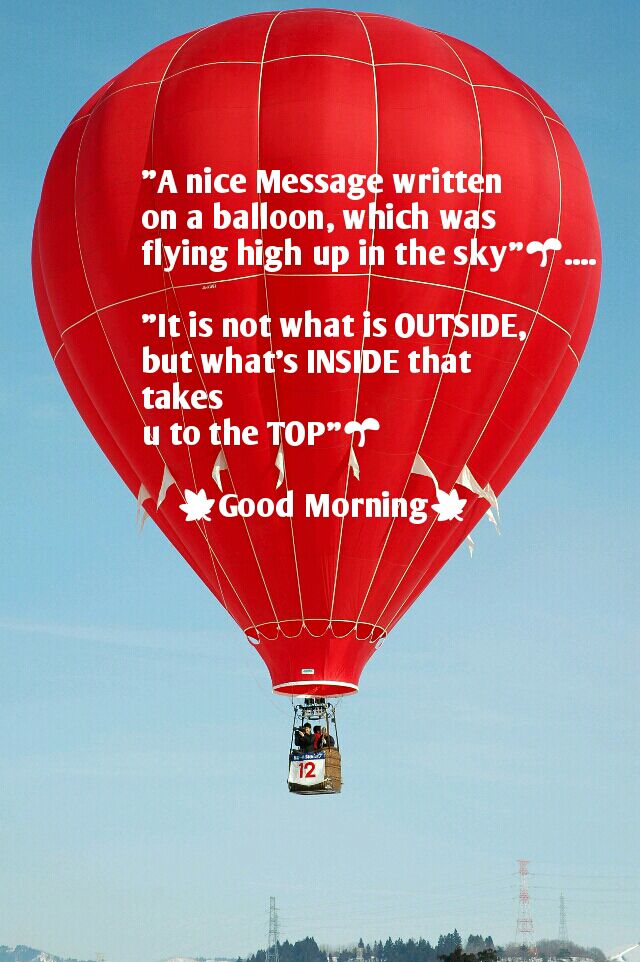 "A nice Message written
on a balloon, which was
flying high up in the sky"🌱....
"It is not what is OUTSIDE,
but what's INSIDE that
takes
u to the TOP"🌱
🍁Good Morning🍁
12